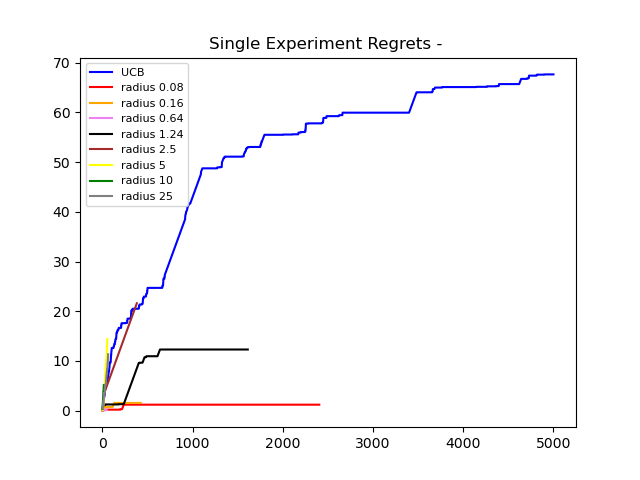 Single Experiment Regrets -
70
60
50
40
30
20
10
0
UCB
radius 0.08
radius 0.16
radius 0.64
radius 1.24
radius 2.5
radius 5
radius 10
radius 25
0 1000 2000 3000 4000 5000